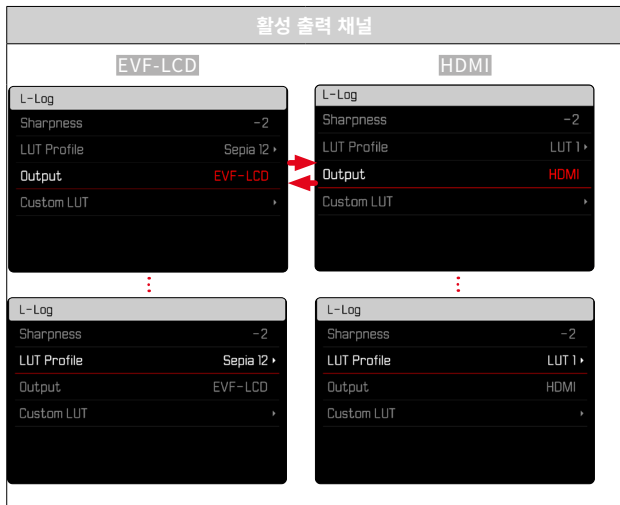 활성 출력 채널
EVF-LCD
HDMI
L-Log
Sharpness -2
LUT Profile Sepia 12
Output EVF-LCD
Custom LUT
L-Log
Sharpness -2
LUT Profile LUT 1
Output HDMI
Custom LUT
L-Log
Sharpness -2
LUT Profile Sepia 12
Output EVF-LCD
Custom LUT
L-Log
Sharpness -2
LUT Profile LUT 1
Output HDMI
Custom LUT